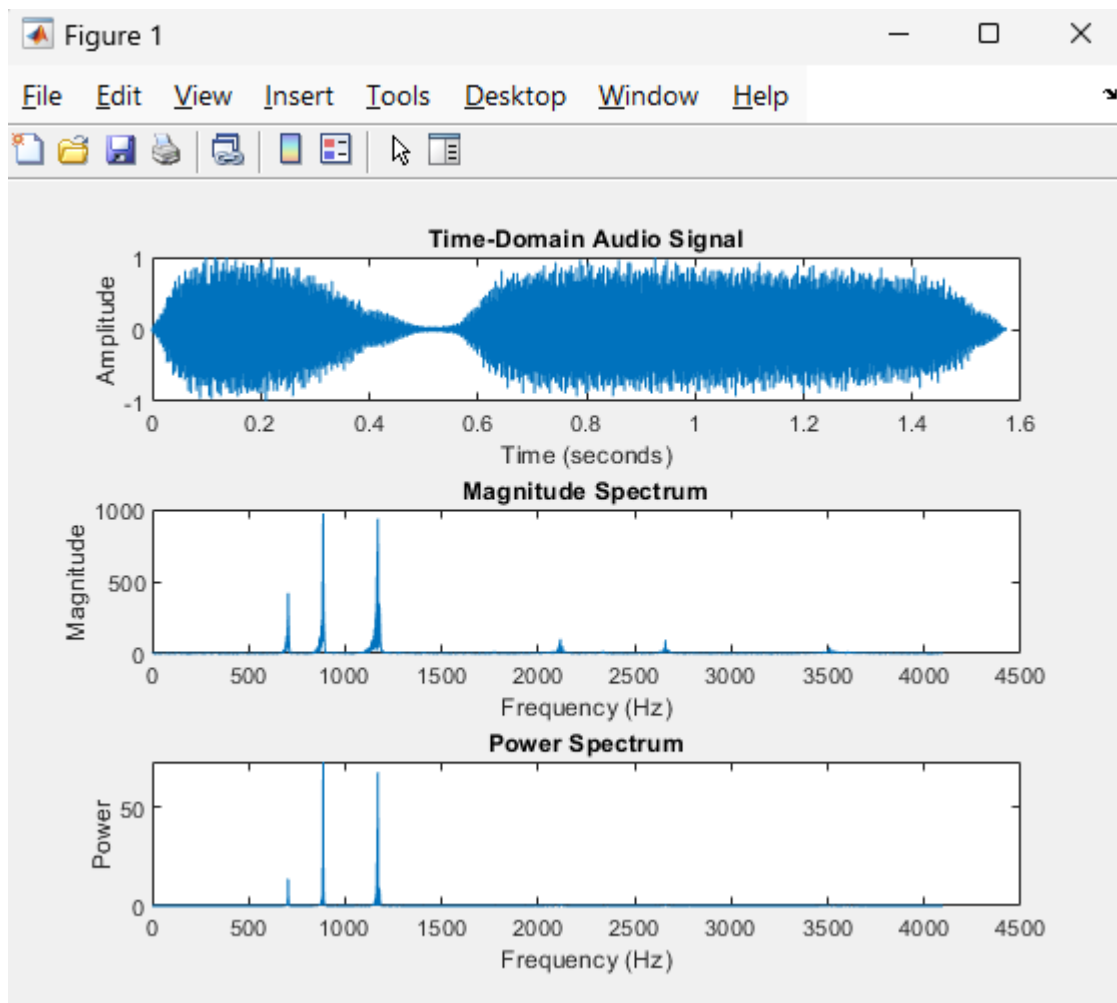 Figure 1
File Edit View Insert Tools Desktop Window Help
Time-Domain Audio Signal
1
0
-1
Amplitude
0 0.2 0.4 0.6 0.8 1 1.2 1.4 1.6
Time (seconds)
Magnitude Spectrum
1000
500
0
Magnitude
0 500 1000 1500 2000 2500 3000 3500 4000 4500
Frequency (Hz)
Power Spectrum
50
0
Power
0 500 1000 1500 2000 2500 3000 3500 4000 4500
Frequency (Hz)